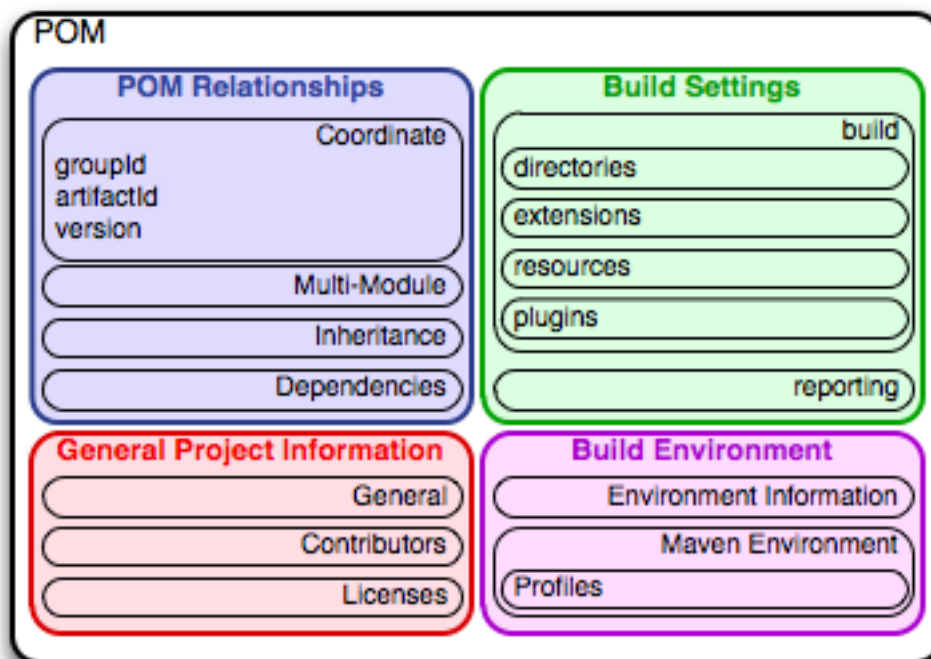 POM
POM Relationships
Coordinate
groupId
artifactId
version
Multi-Module
Inheritance
Dependencies
Build Settings
build
directories
extensions
resources
plugins
reporting
General Project Information
General
Contributors
Licenses
Build Environment
Environment Information
Maven Environment
Profiles